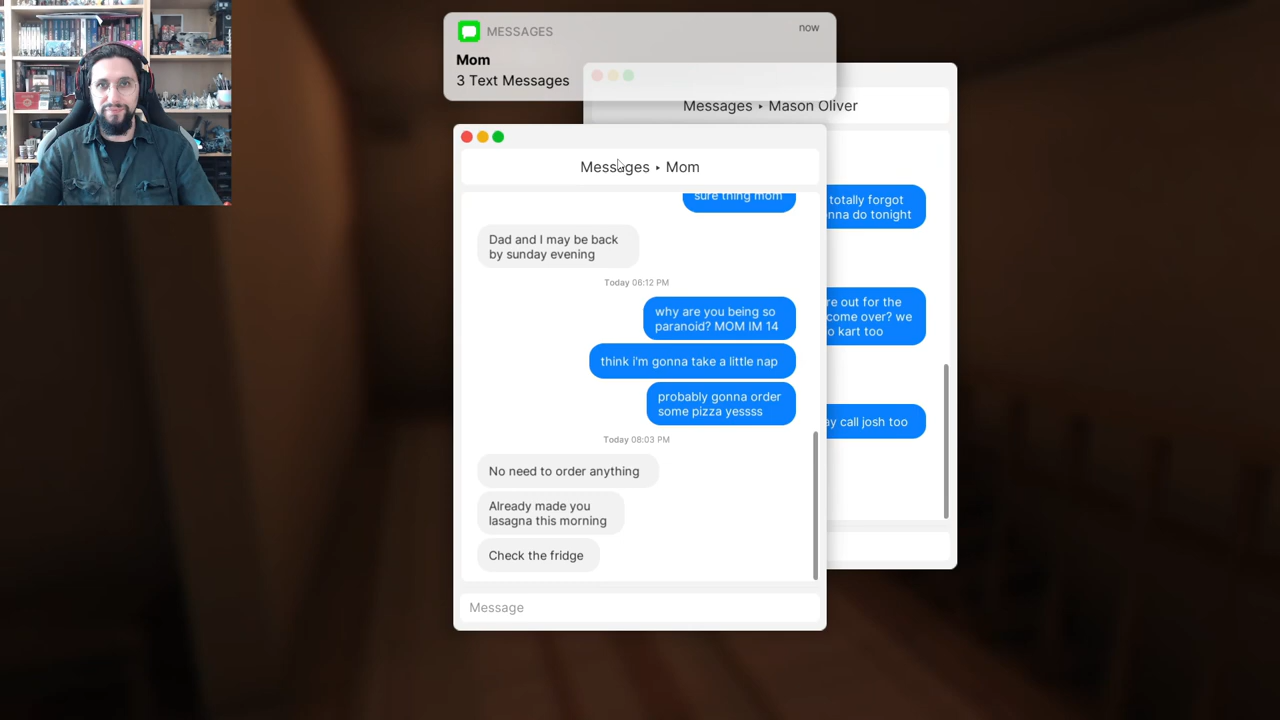 MESSAGES
now
Mom
3 Text Messages
Messages ‣ Mason Oliver
totally forgot
nna do tonight
re out for the
come over? we
o kart too
ay call josh too
Messages ‣ Mom
sure thing mom
Dad and I may be back
by sunday evening
Today 06:12 PM
why are you being so
paranoid? MOM IM 14
think i'm gonna take a little nap
probably gonna order
some pizza yessss
Today 08:03 PM
No need to order anything
Already made you
lasagna this morning
Check the fridge
Message